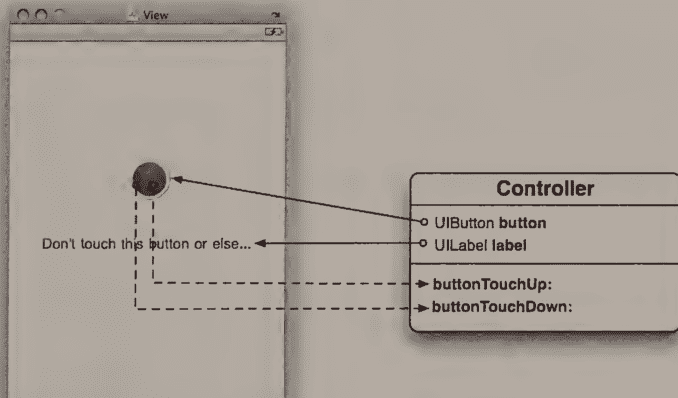 View
Controller
UIButton button
Don't touch this button or else...
UILabel label
buttonTouchUp:
buttonTouchDown: